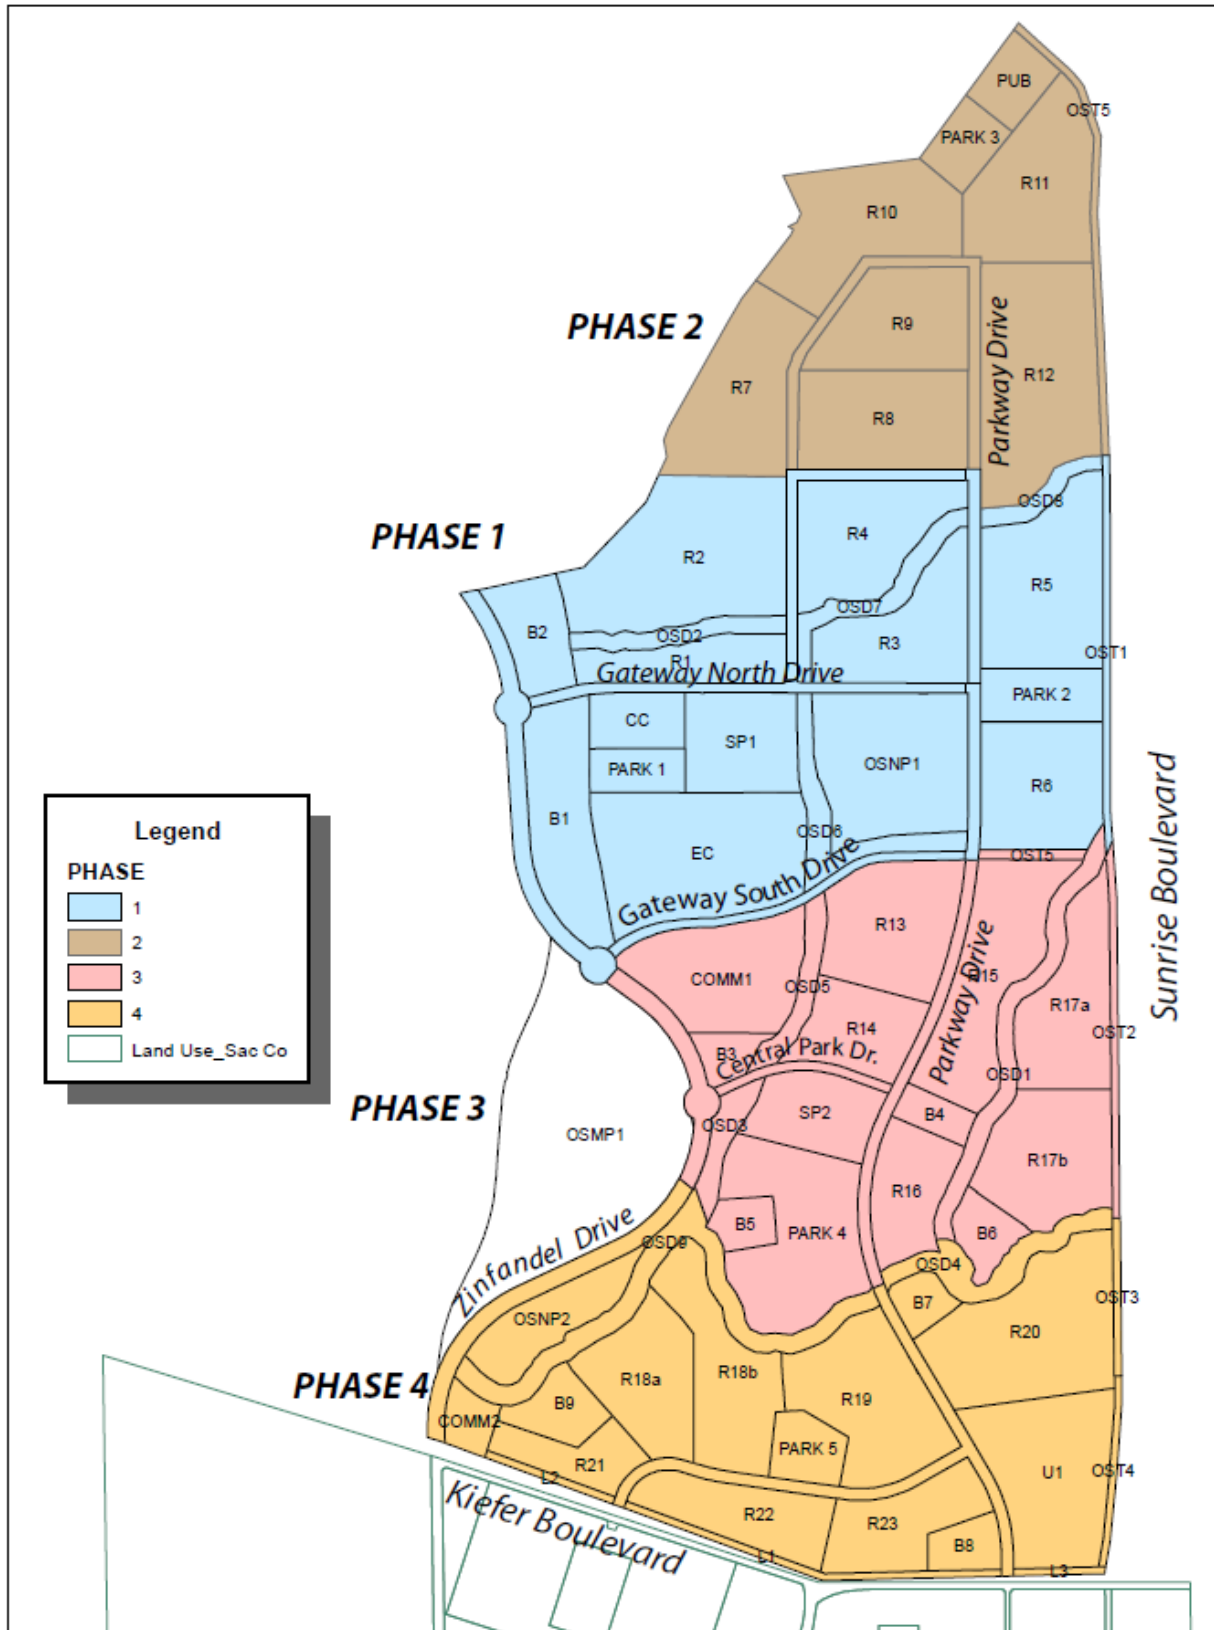 PUB
OST5
PARK 3
R11
R10
PHASE 2
R9
Parkway Drive
R7
R12
R8
PHASE 1
OSD8
R4
R2
R5
OSD7
B2
OSD2
R3
R1
OST1
Gateway North Drive
PARK 2
CC
SP1
OSNP1
PARK 1
R6
B1
OSD6
EC
OST5
Gateway South Drive
Sunrise Boulevard
Legend
PHASE
1
2
3
4
Land Use_Sac Co
R13
COMM1
OSD5
Parkway Drive
R15
R17a
R14
OST2
B3
Central Park Dr.
OSD1
PHASE 3
SP2
B4
OSD3
OSMP1
R17b
R16
B5
PARK 4
B6
Zinfandel Drive
OSD9
OSD4
B7
OST3
OSNP2
R20
PHASE 4
R18a
R18b
R19
B9
COMM2
PARK 5
R21
L2
U1
OST4
Kiefer Boulevard
R22
R23
B8
L1
L3